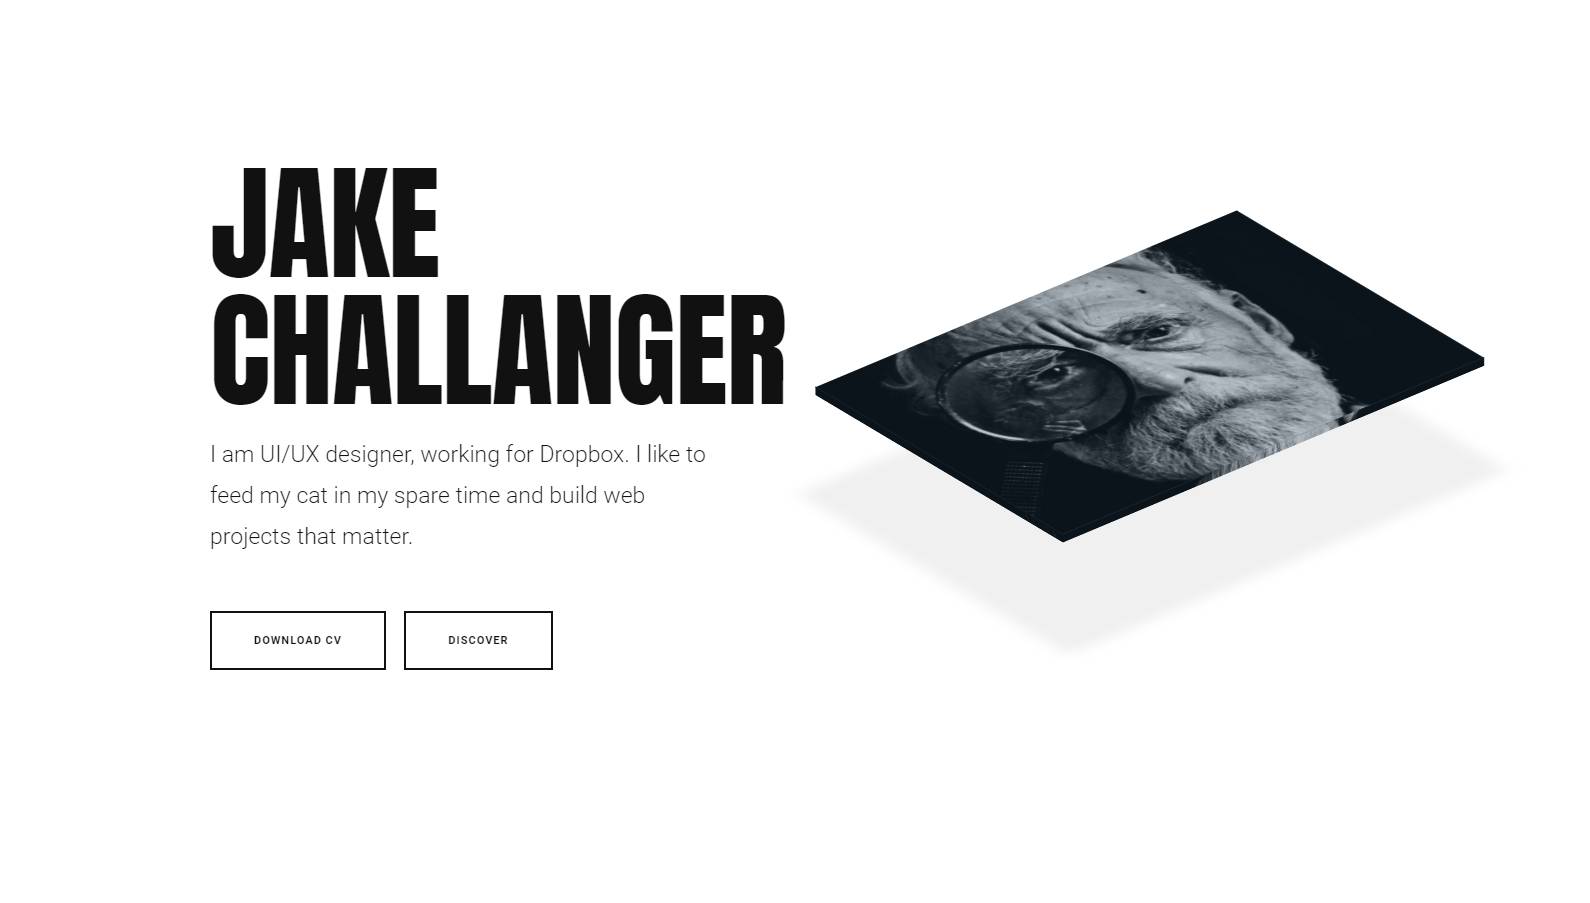 JAKE
CHALLANGER
I am UI/UX designer, working for Dropbox. I like to
feed my cat in my spare time and build web
projects that matter.
DOWNLOAD CV
DISCOVER